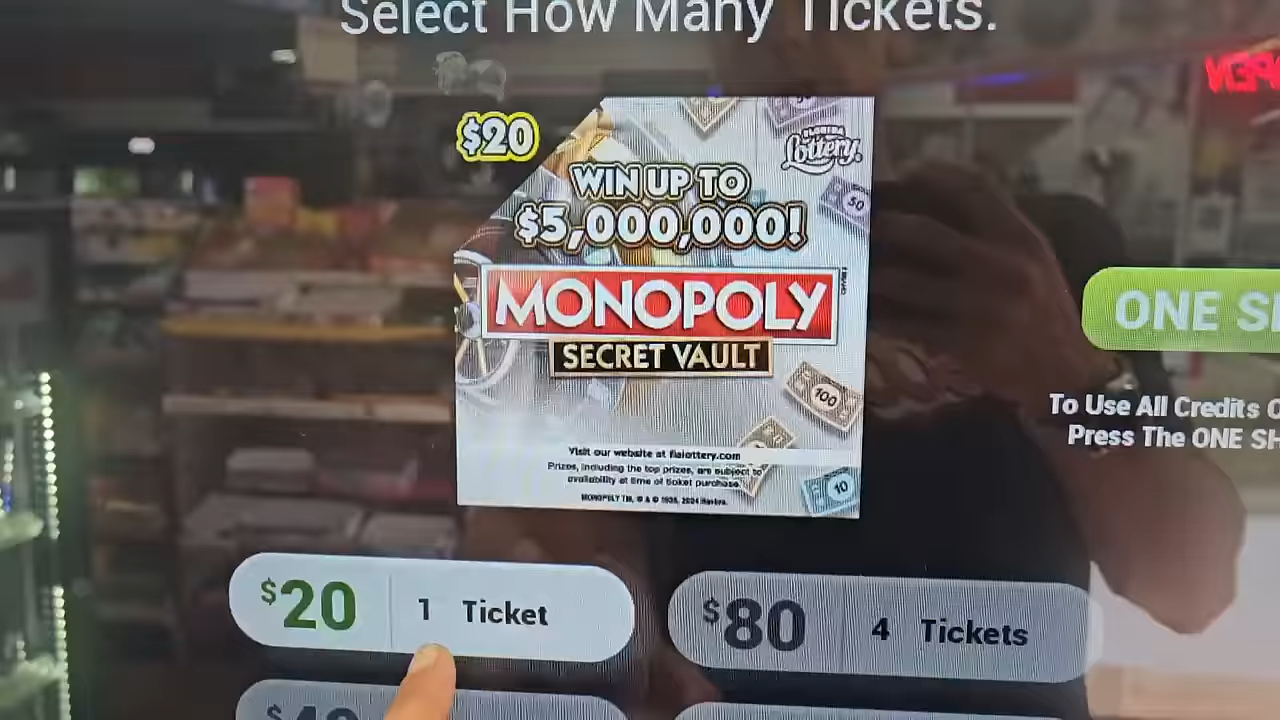 Select How Many Tickets.
$20
FLORIDA
Lottery
WIN UP TO
$5,000,000!
50
MONOPOLY
SECRET VAULT
100
Visit our website at flalottery.com
Prizes, including the top prizes, are subject to
availability at time of ticket purchase.
10
$20 1 Ticket
$80 4 Tickets
ONE
To Use All Credits
Press The ONE
$40